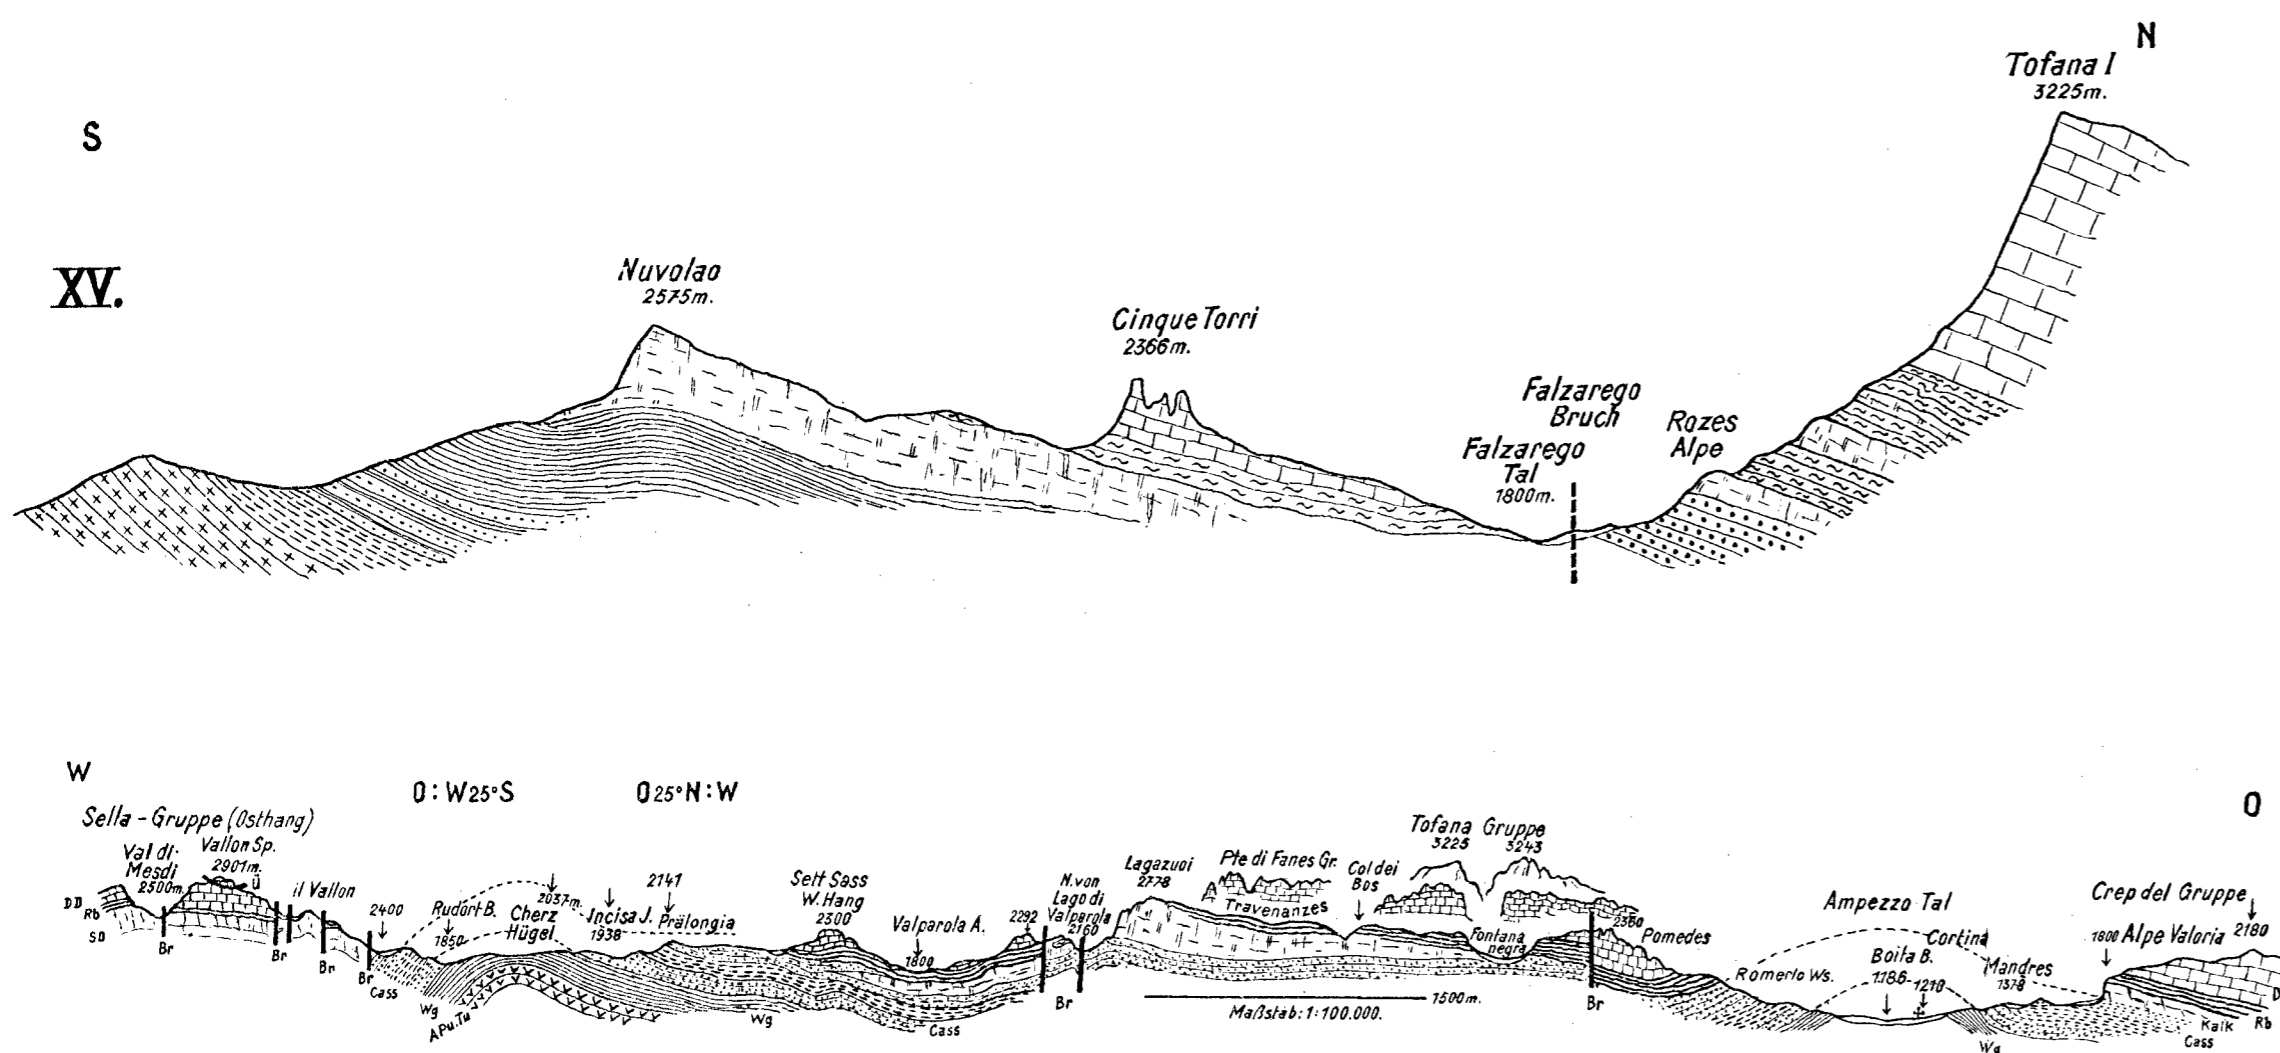 N
Tofana I
3225m.
S
XV.
Nuvolao
2575m.
Cinque Torri
2366m.
Falzarego
Bruch
Falzarego
Tal
1800m.
Rozes
Alpe
W
O : W25°S
O25°N : W
O
Sella - Gruppe (Osthang)
Val di
Mesdi
2500m.
Vallon Sp.
2901m.
Ü
il Vallon
2400
Rudort B.
1850
Cherz
Hügel
2037m.
Incisa J.
1938
2141
Prälongia
Sett Sass
W. Hang
2300
Valparola A.
1800
2292
N. von
Lago di
Valparola
2160
Lagazuoi
2778
Pte di Fanes Gr.
Travenanzes
Col dei
Bos
Tofana Gruppe
3225
3243
Fontana
negra
2350
Pomedes
Ampezzo Tal
Romerlo Ws.
Boita B.
1186
1210
Cortina
Mandres
1378
Crep del Gruppe
2180
1800 Alpe Valoria
DD
Rb
SD
Br
Br
Br
Br
Cass
Wg
APu.Tu
Wg
Cass
Br
1500m.
Maßstab: 1:100.000.
Br
Wg
Kalk
Cass
Rb
D